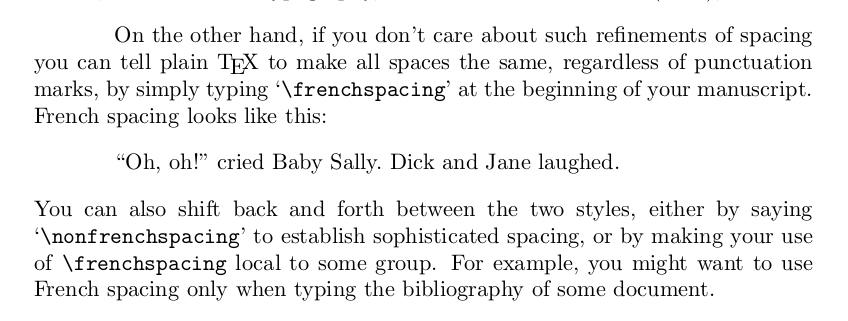 On the other hand, if you don't care about such refinements of spacing
you can tell plain TEX to make all spaces the same, regardless of punctuation
marks, by simply typing ‘\frenchspacing’ at the beginning of your manuscript.
French spacing looks like this:
“Oh, oh!” cried Baby Sally. Dick and Jane laughed.
You can also shift back and forth between the two styles, either by saying
‘\nonfrenchspacing’ to establish sophisticated spacing, or by making your use
of \frenchspacing local to some group. For example, you might want to use
French spacing only when typing the bibliography of some document.